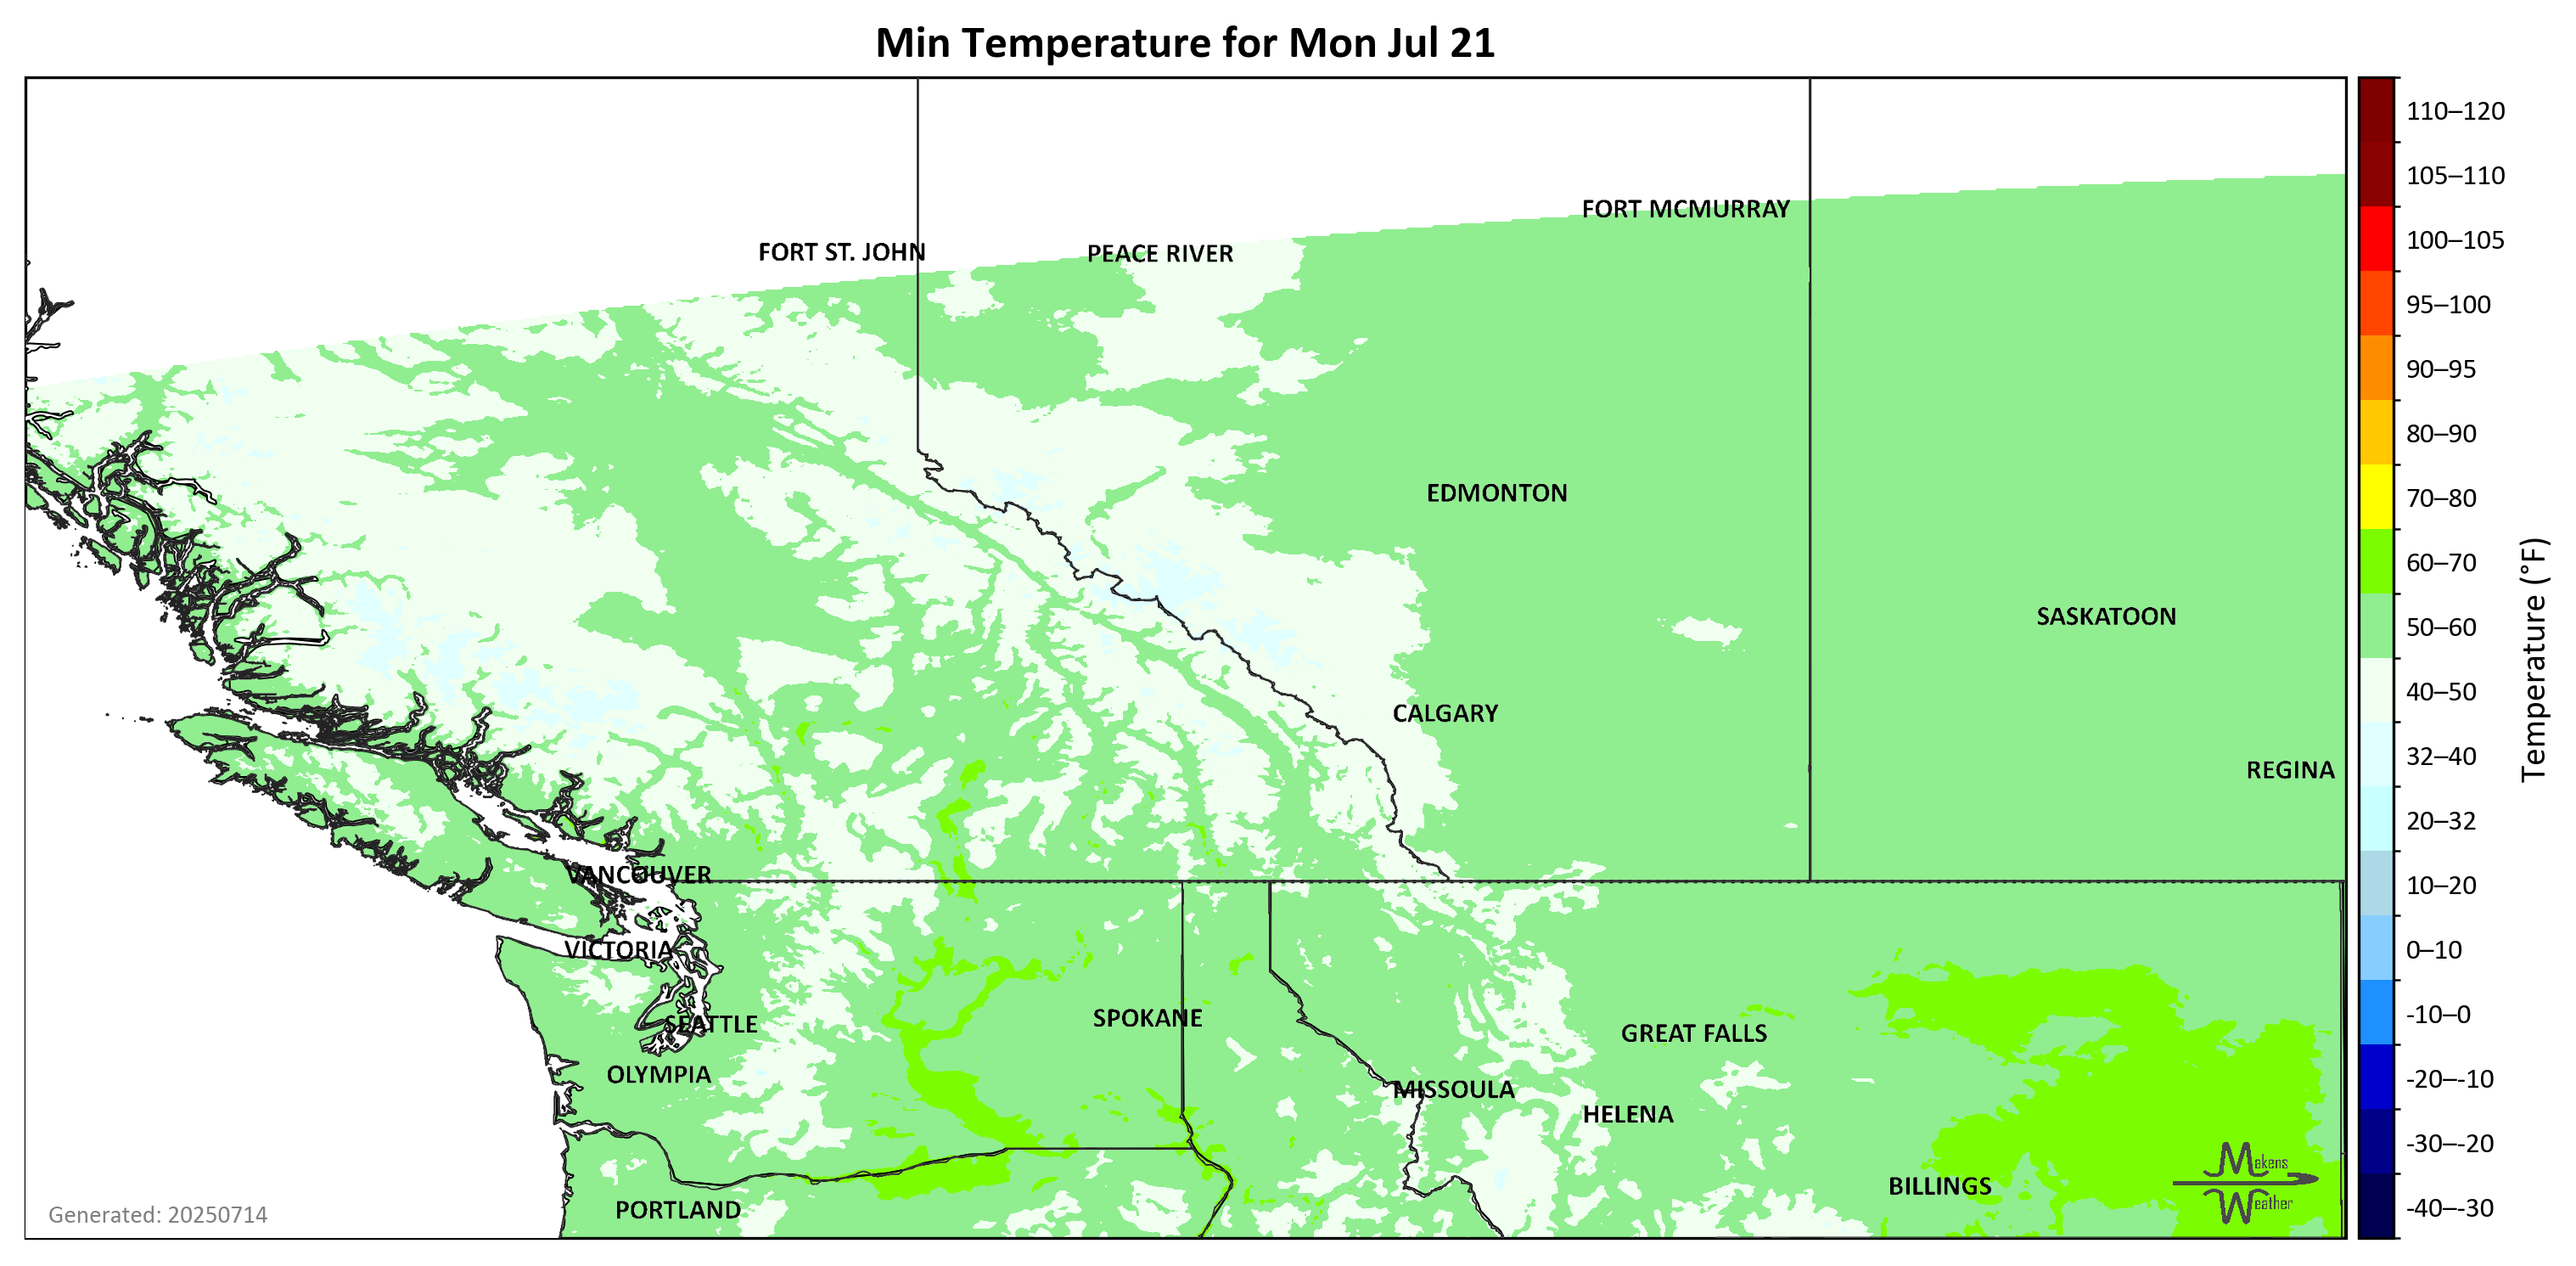 Min Temperature for Mon Jul 21
110–120
105–110
FORT MCMURRAY
100–105
FORT ST. JOHN
PEACE RIVER
95–100
90–95
80–90
EDMONTON
70–80
60–70
SASKATOON
50–60
40–50
CALGARY
Temperature (°F)
32–40
REGINA
20–32
VANCOUVER
10–20
VICTORIA
0–10
SEATTLE
SPOKANE
GREAT FALLS
-10–0
OLYMPIA
MISSOULA
-20–-10
HELENA
-30–-20
Makens
Weather
BILLINGS
PORTLAND
-40–-30
Generated: 20250714